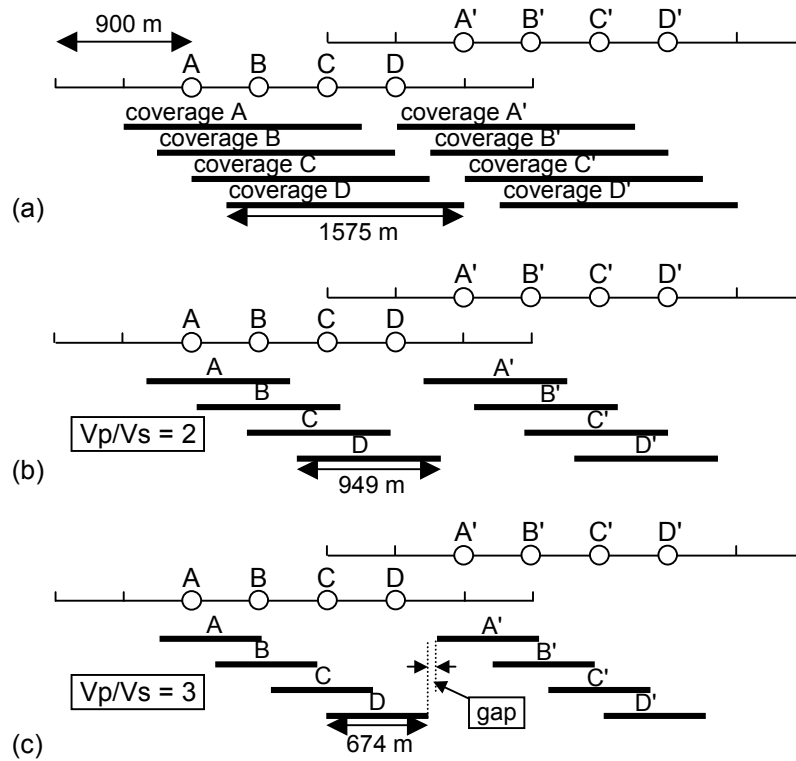 900 m
A' B' C' D'
A B C D
coverage A coverage A'
coverage B coverage B'
coverage C coverage C'
coverage D coverage D'
(a)
1575 m
A' B' C' D'
A B C D
A A'
B B'
Vp/Vs = 2
C C'
D D'
(b)
949 m
A' B' C' D'
A B C D
A A'
B B'
Vp/Vs = 3
C C'
D gap D'
(c)
674 m